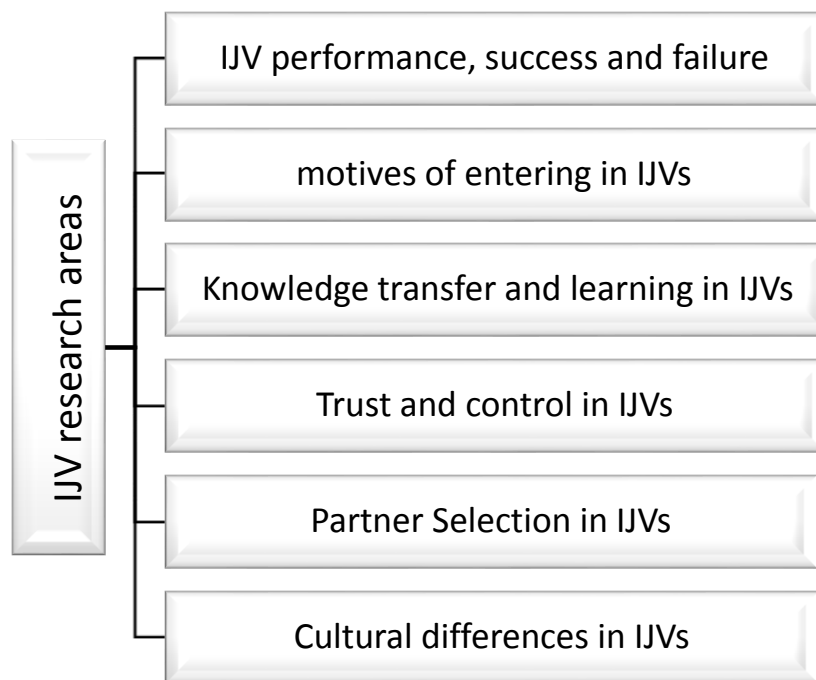 IJV research areas
IJV performance, success and failure
motives of entering in IJVs
Knowledge transfer and learning in IJVs
Trust and control in IJVs
Partner Selection in IJVs
Cultural differences in IJVs